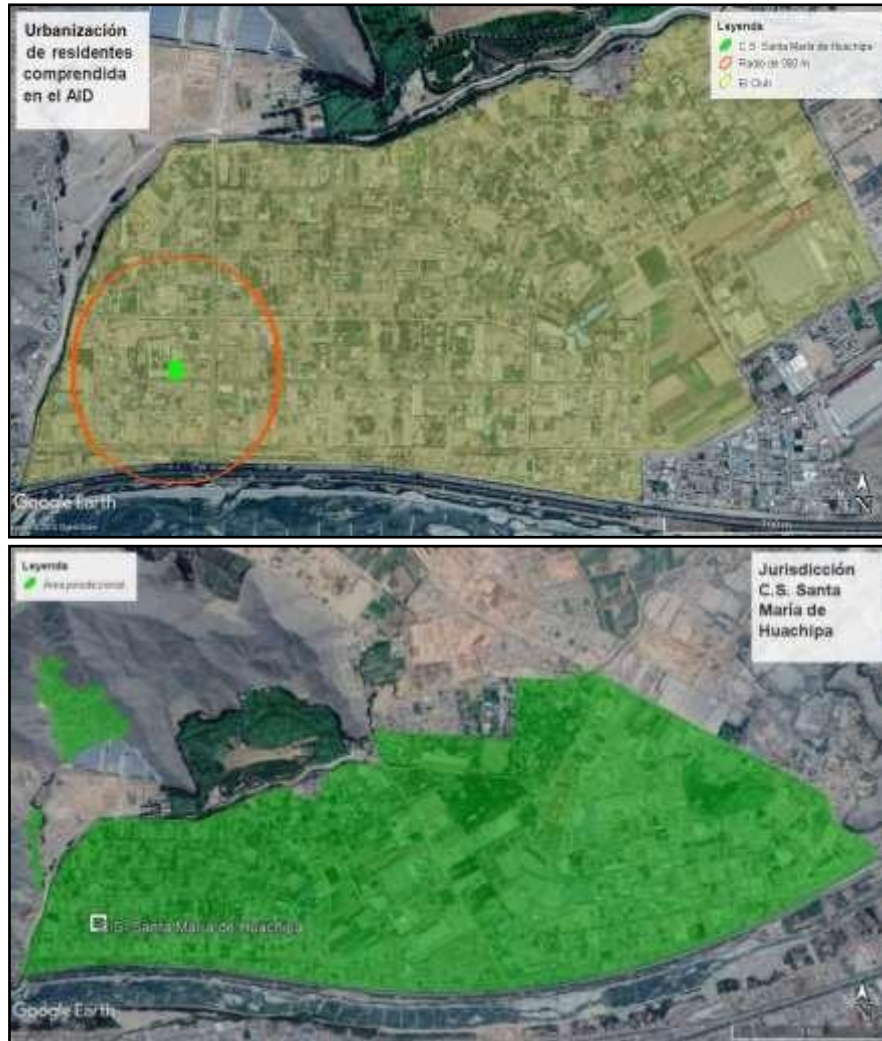 Urbanización
de residentes
comprendida
en el AID
Leyenda
C.S. Santa María de Huachipa
Radio de m
El Club
Google Earth
Leyenda
Área jurisdiccional
Jurisdicción
C.S. Santa
María de
Huachipa
C.S. Santa María de Huachipa
Google Earth